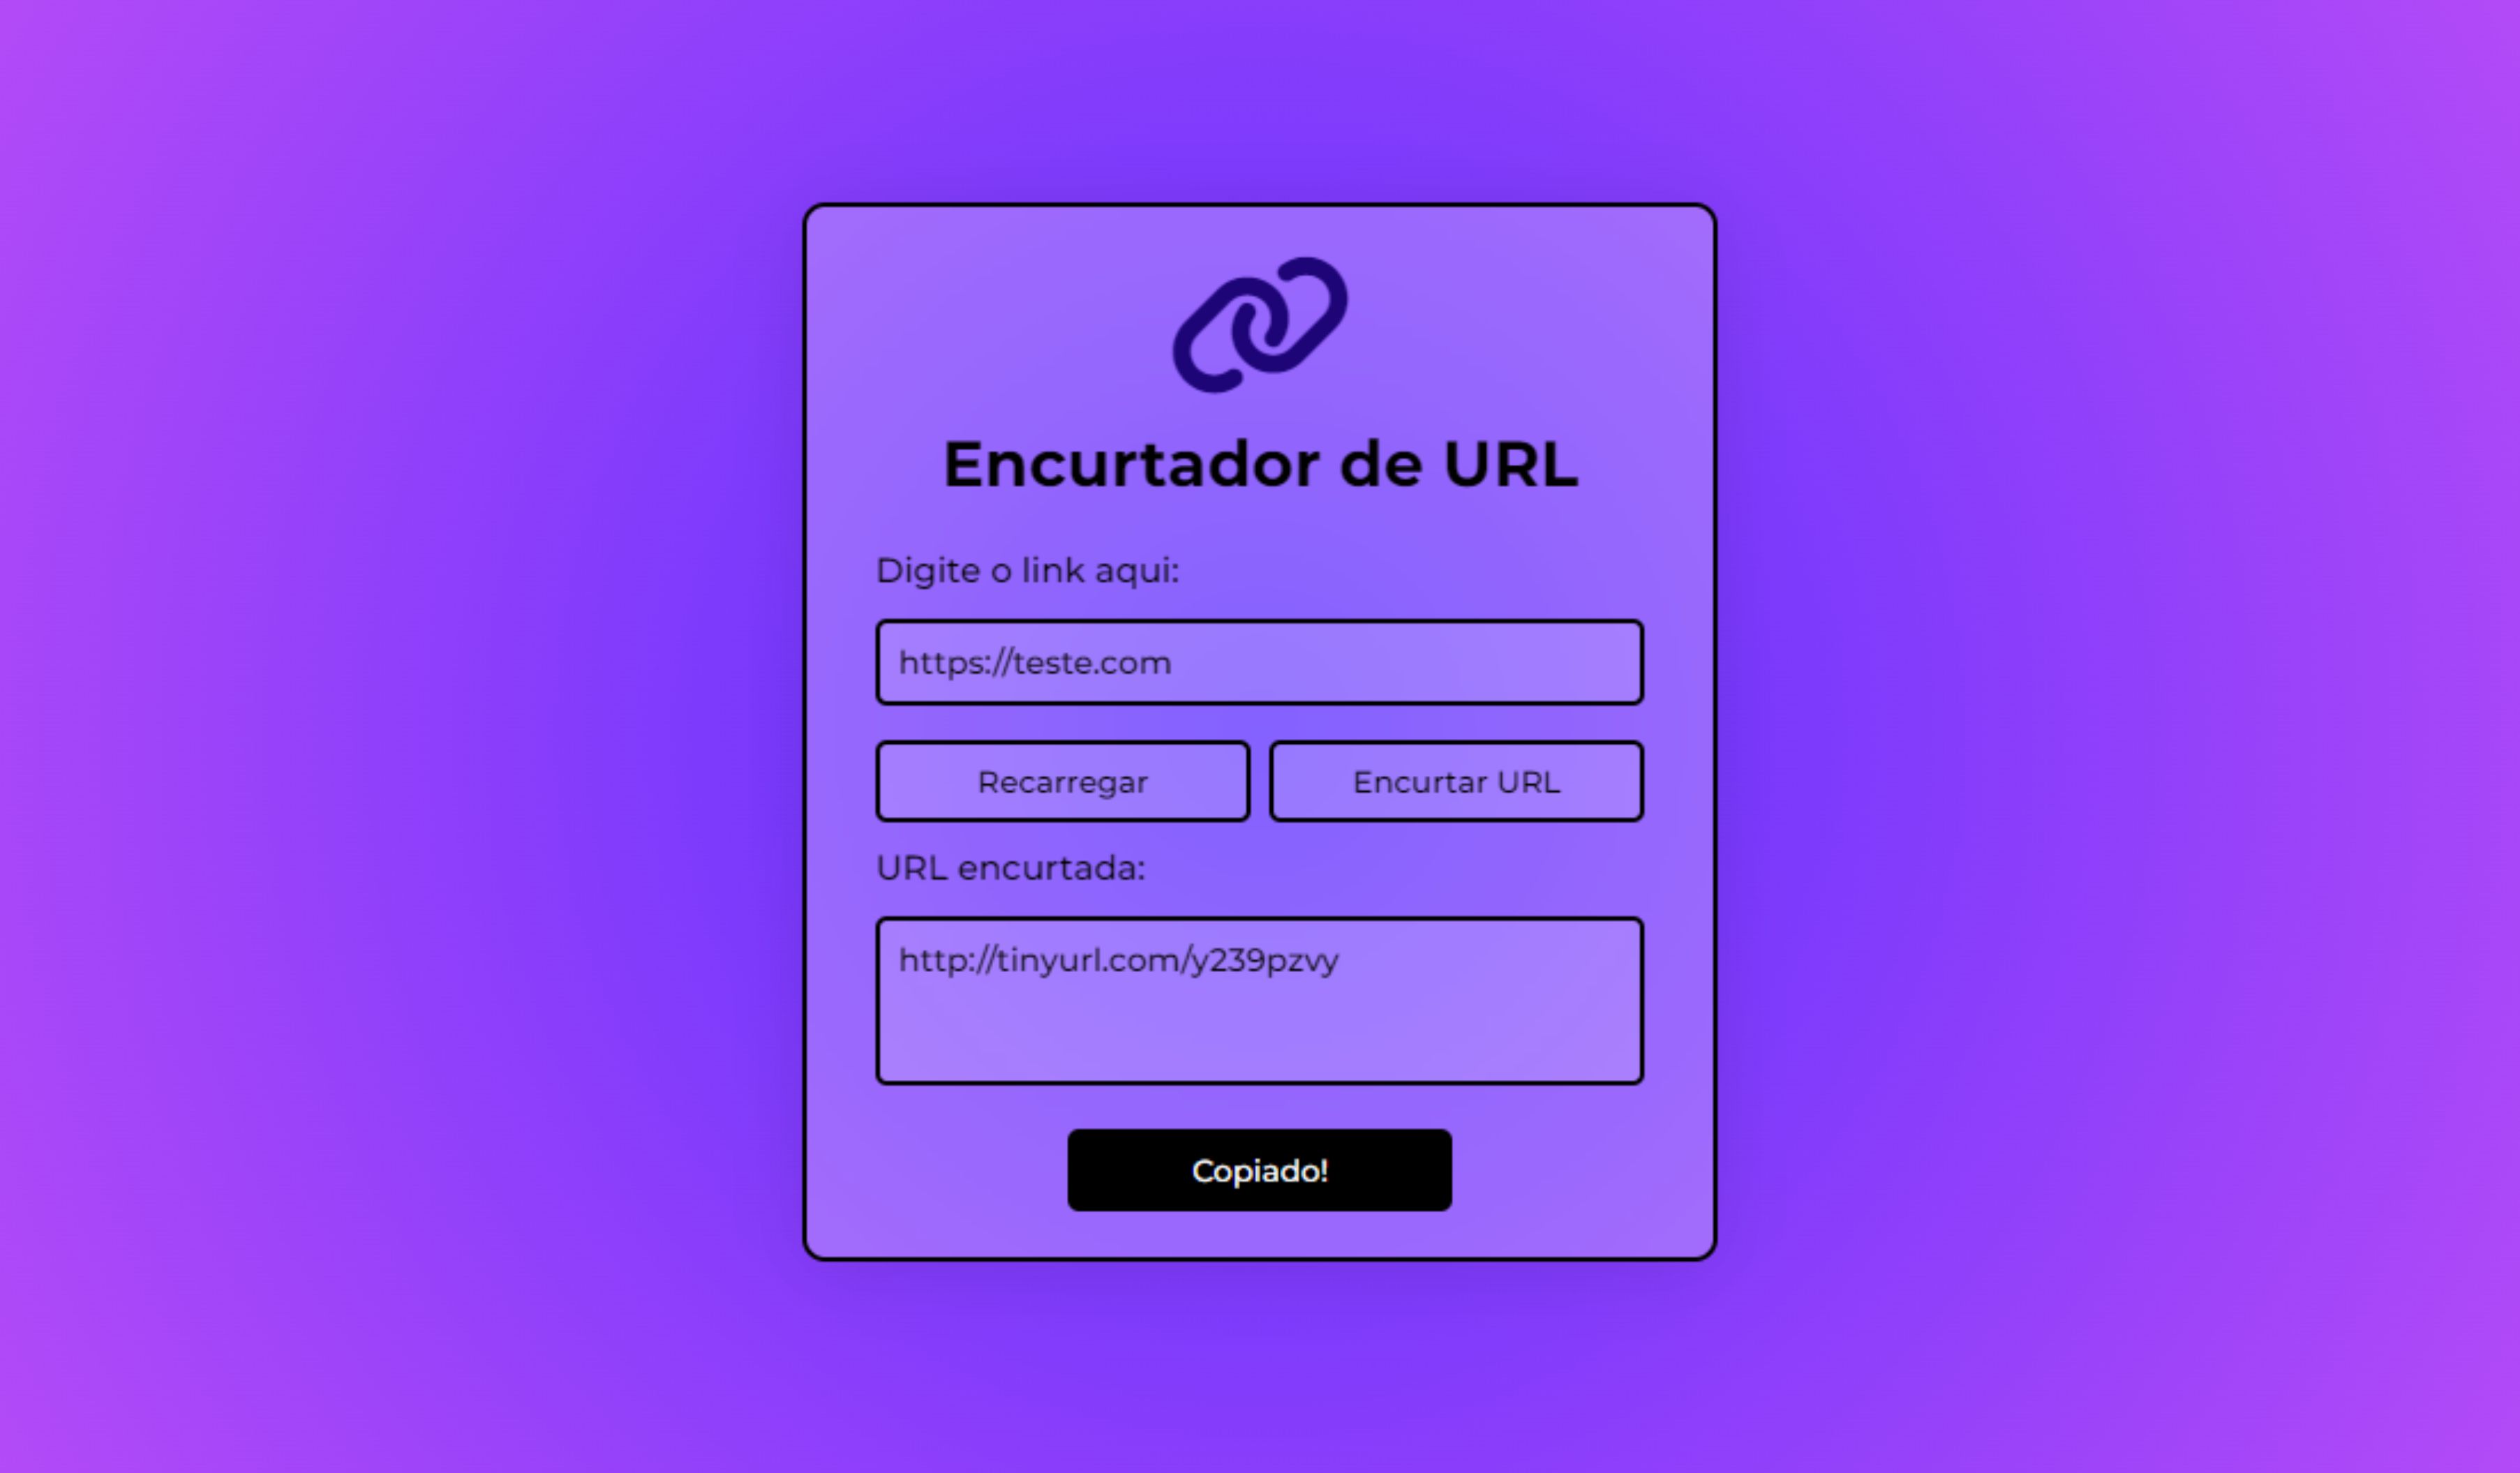 Encurtador de URL
Digite o link aqui:
https://teste.com
Recarregar
Encurtar URL
URL encurtada:
http://tinyurl.com/y239pzvy
Copiado!